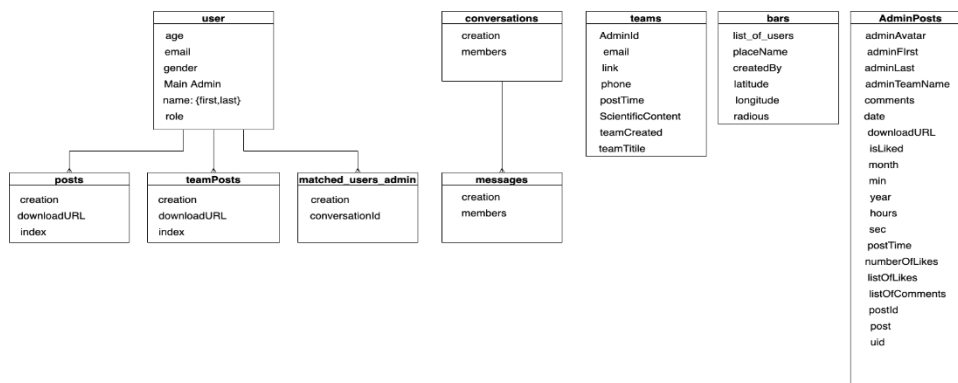 user
age
email
gender
Main Admin
name: {first,last}
role
posts
creation
downloadURL
index
teamPosts
creation
downloadURL
index
matched_users_admin
creation
conversationId
conversations
creation
members
messages
creation
members
teams
AdminId
email
link
phone
postTime
ScientificContent
teamCreated
teamTitile
bars
list_of_users
placeName
createdBy
latitude
longitude
radious
AdminPosts
adminAvatar
adminFIrst
adminLast
adminTeamName
comments
date
downloadURL
isLiked
month
min
year
hours
sec
postTime
numberOfLikes
listOfLikes
listOfComments
postId
post
uid